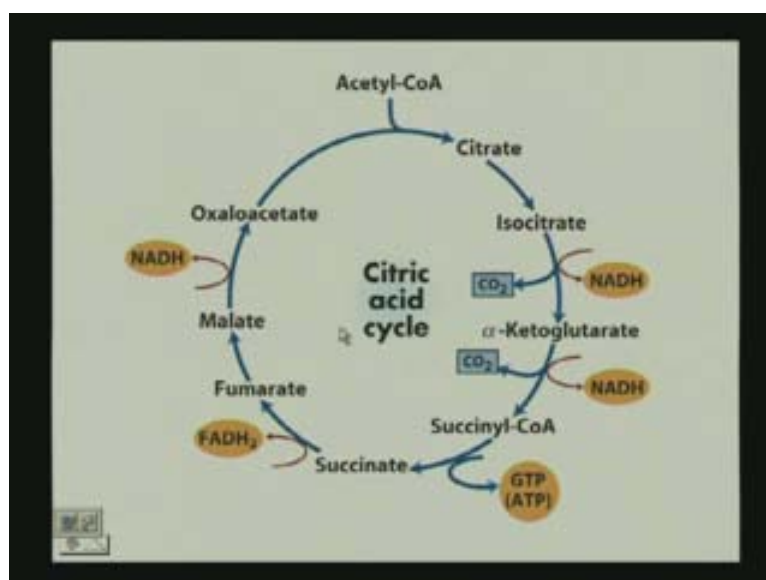 Acetyl-CoA
Citrate
Isocitrate
NADH
CO₂
α-Ketoglutarate
NADH
CO₂
Succinyl-CoA
GTP
(ATP)
Succinate
FADH₂
Fumarate
Malate
NADH
Oxaloacetate
Citric
acid
cycle